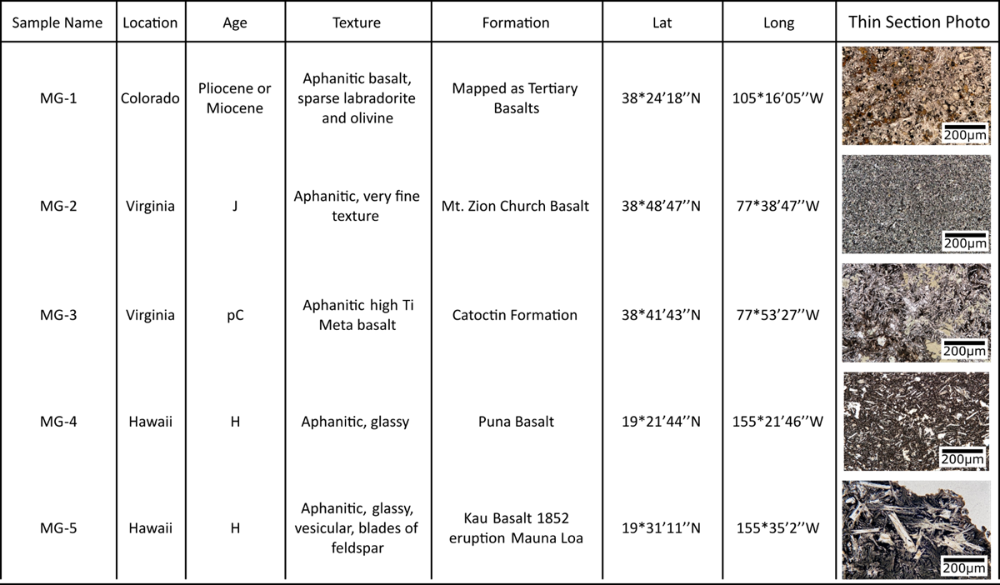 Sample Name Location Age Texture Formation Lat Long Thin Section Photo
MG-1
Colorado
Pliocene or
Miocene
Aphanitic basalt,
sparse labradorite
and olivine
Mapped as Tertiary
Basalts
38*24’18’’N
105*16’05’’W
200µm
MG-2
Virginia
J
Aphanitic, very fine
texture
Mt. Zion Church Basalt
38*48’47’’N
77*38’47’’W
200µm
MG-3
Virginia
pC
Aphanitic high Ti
Meta basalt
Catoctin Formation
38*41’43’’N
77*53’27’’W
200µm
MG-4
Hawaii
H
Aphanitic, glassy
Puna Basalt
19*21’44’’N
155*21’46’’W
200µm
MG-5
Hawaii
H
Aphanitic, glassy,
vesicular, blades of
feldspar
Kau Basalt 1852
eruption Mauna Loa
19*31’11’’N
155*35’2’’W
200µm